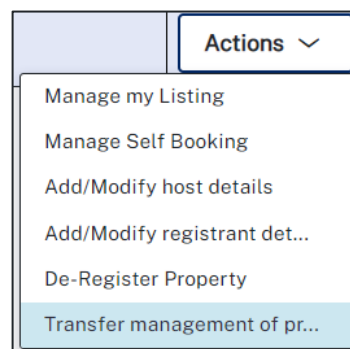 Actions
Manage my Listing
Manage Self Booking
Add/Modify host details
Add/Modify registrant det...
De-Register Property
Transfer management of pr...